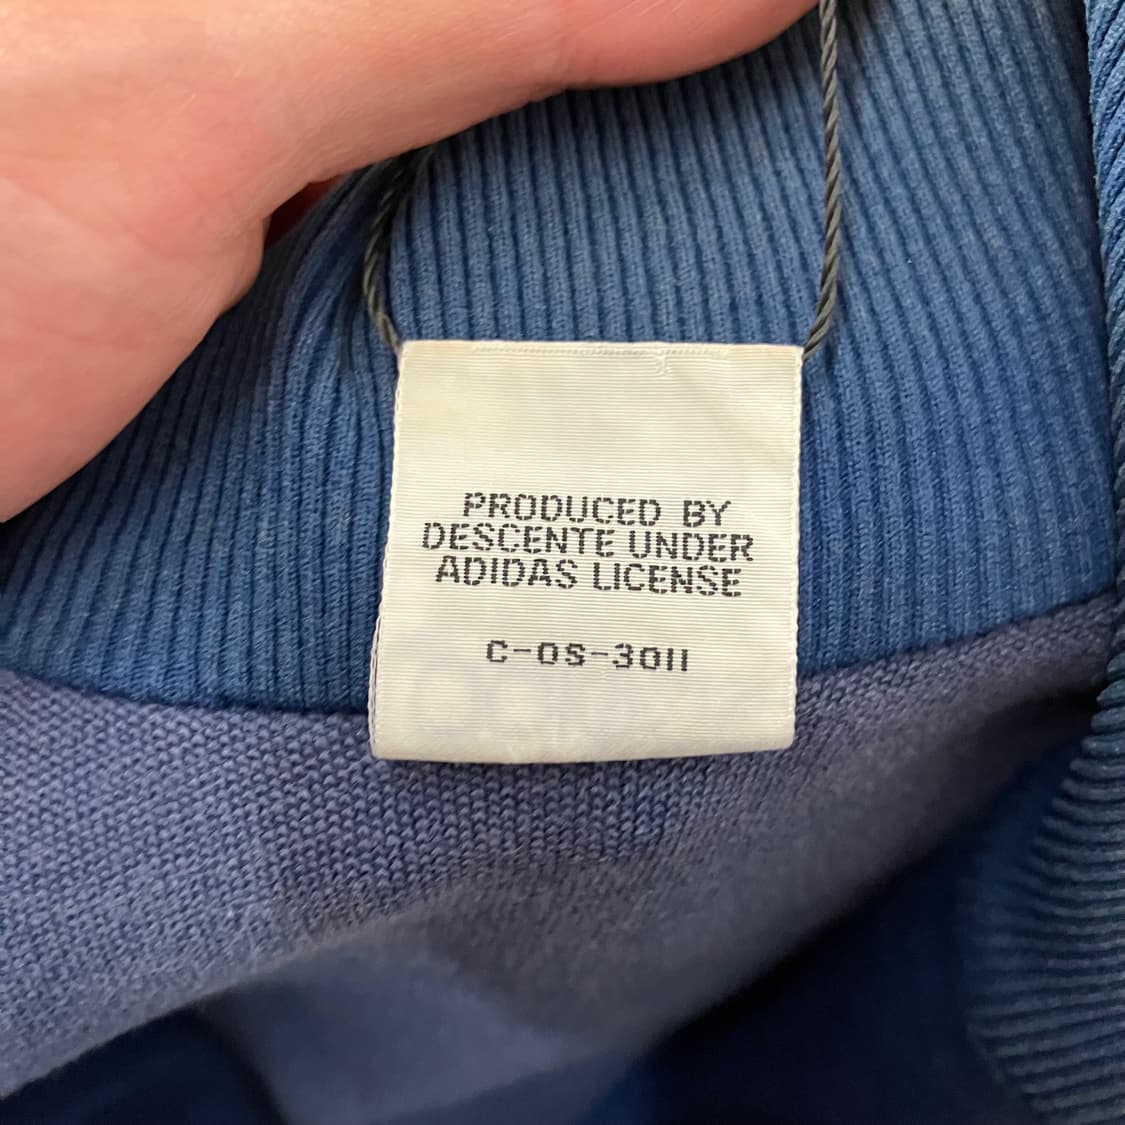 PRODUCED BY
DESCENTE UNDER
ADIDAS LICENSE
C-OS-3011